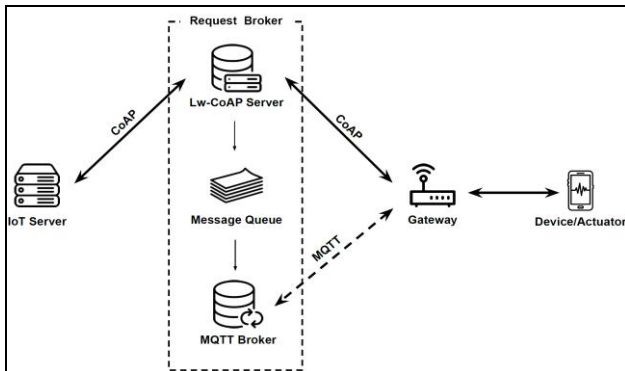 Request Broker
Lw-CoAP Server
CoAP
CoAP
IoT Server
Message Queue
Gateway
Device/Actuator
MQTT
MQTT Broker